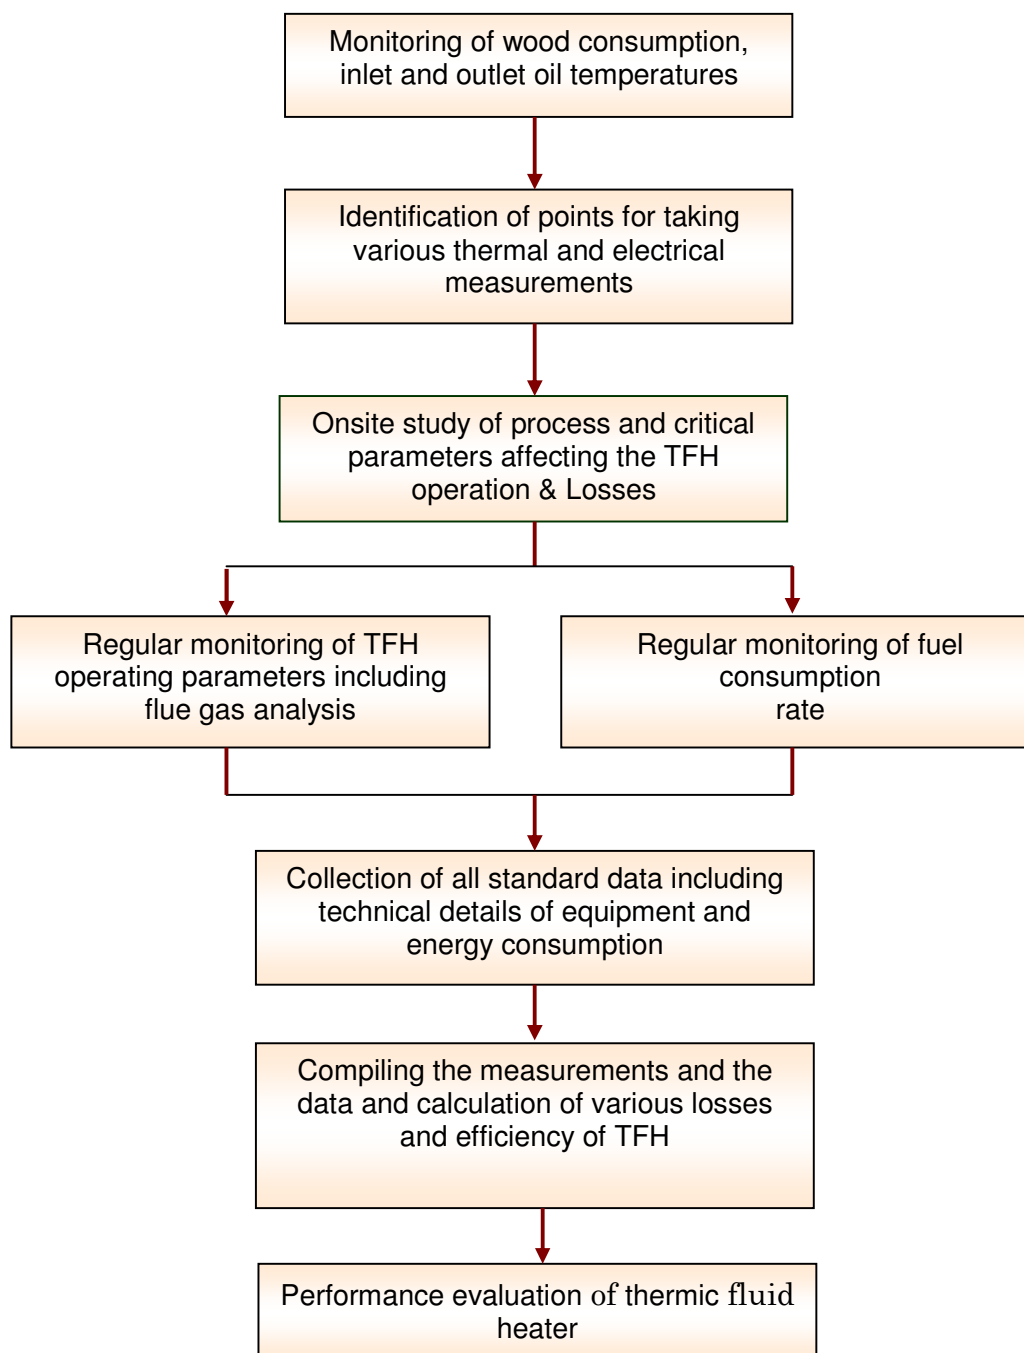 Monitoring of wood consumption,
inlet and outlet oil temperatures
Identification of points for taking
various thermal and electrical
measurements
Onsite study of process and critical
parameters affecting the TFH
operation & Losses
Regular monitoring of TFH
operating parameters including
flue gas analysis
Regular monitoring of fuel
consumption
rate
Collection of all standard data including
technical details of equipment and
energy consumption
Compiling the measurements and the
data and calculation of various losses
and efficiency of TFH
Performance evaluation of thermic fluid
heater